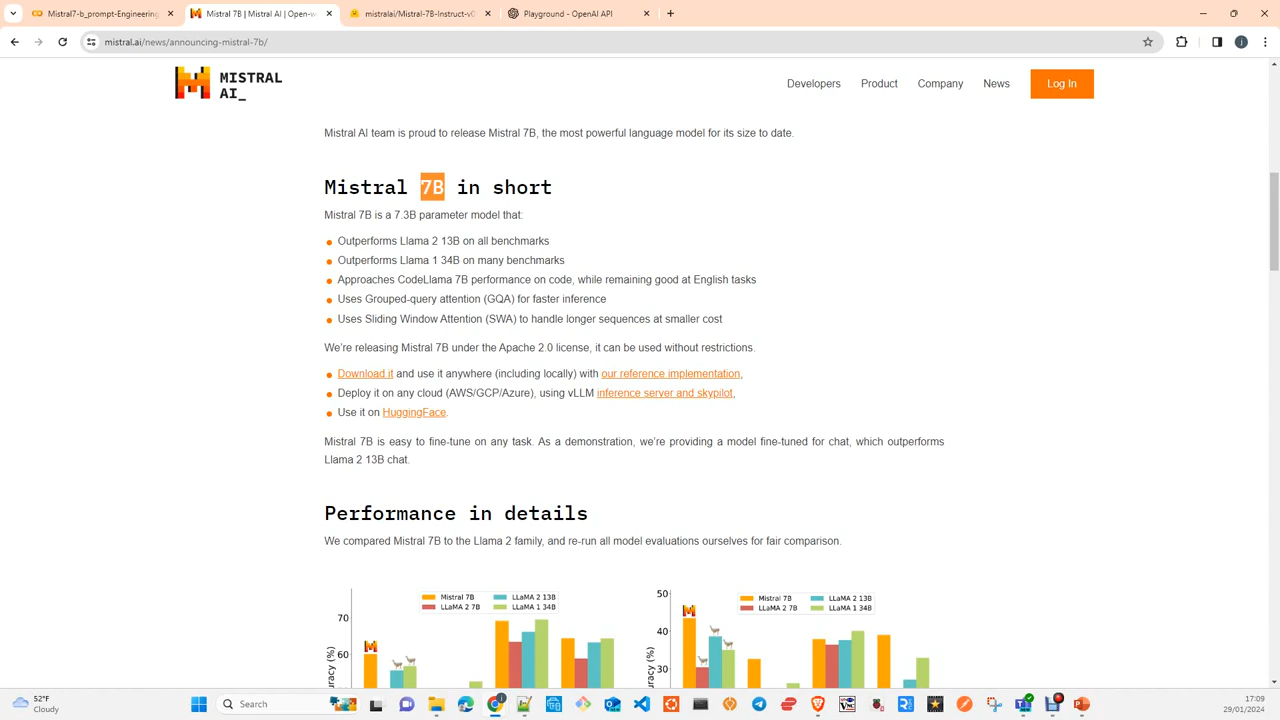 Mistral7-b_prompt-Engineering
Mistral 7B | Mistral AI | Open-w
mistralai/Mistral-7B-Instruct-v0
Playground - OpenAI API
mistral.ai/news/announcing-mistral-7b/
MISTRAL
AI_
Developers
Product
Company
News
Log In
Mistral AI team is proud to release Mistral 7B, the most powerful language model for its size to date.
Mistral 7B in short
Mistral 7B is a 7.3B parameter model that:
Outperforms Llama 2 13B on all benchmarks
Outperforms Llama 1 34B on many benchmarks
Approaches CodeLlama 7B performance on code, while remaining good at English tasks
Uses Grouped-query attention (GQA) for faster inference
Uses Sliding Window Attention (SWA) to handle longer sequences at smaller cost
We're releasing Mistral 7B under the Apache 2.0 license, it can be used without restrictions.
Download it and use it anywhere (including locally) with our reference implementation,
Deploy it on any cloud (AWS/GCP/Azure), using vLLM inference server and skypilot,
Use it on HuggingFace.
Mistral 7B is easy to fine-tune on any task. As a demonstration, we're providing a model fine-tuned for chat, which outperforms
Llama 2 13B chat.
Performance in details
We compared Mistral 7B to the Llama 2 family, and re-run all model evaluations ourselves for fair comparison.
Mistral 7B
LLaMA 2 13B
LLaMA 2 7B
LLaMA 1 34B
70
60
Mistral 7B
LLaMA 2 13B
LLaMA 2 7B
LLaMA 1 34B
50
40
30
52°F
Cloudy
Search
17:09
29/01/2024